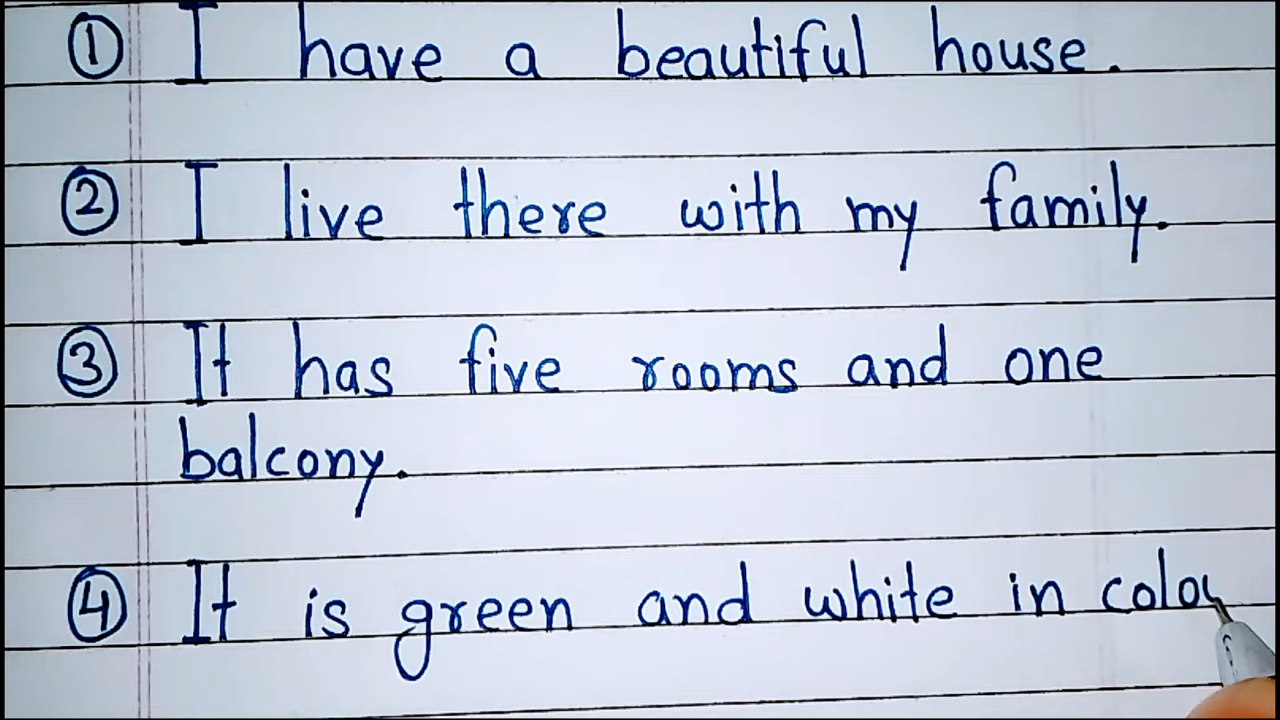 ① I have a beautiful house.
② I live there with my family.
③ It has five rooms and one
balcony.
④ It is green and white in colou